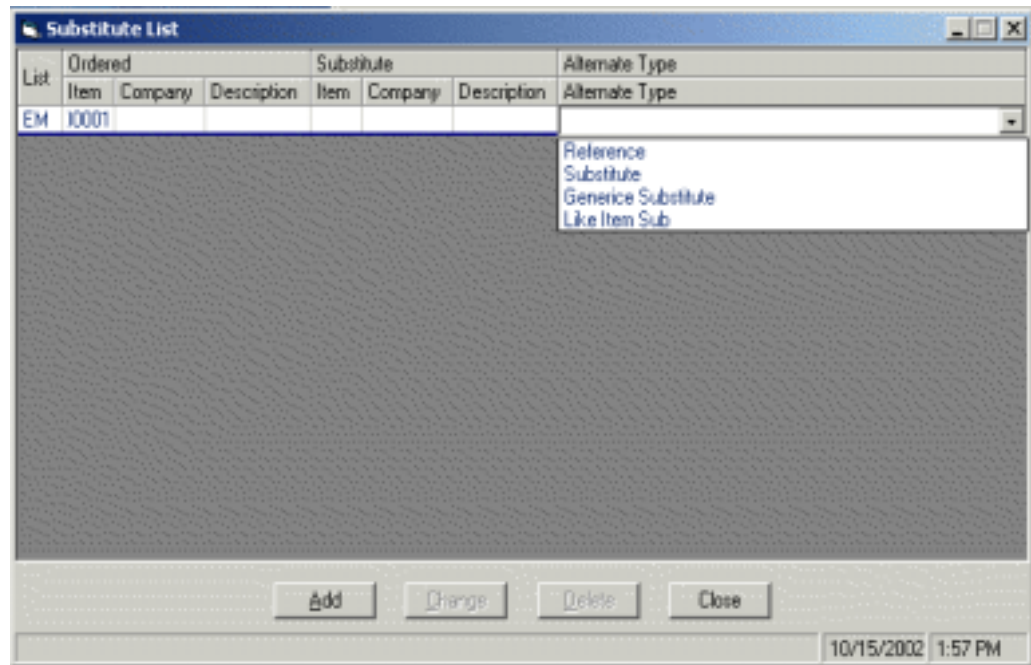 Substitute List
List Ordered Substitute Alternate Type
Item Company Description Item Company Description Alternate Type
EM I0001
Reference
Substitute
Generice Substitute
Like Item Sub
Add Change Delete Close
10/15/2002 1:57 PM